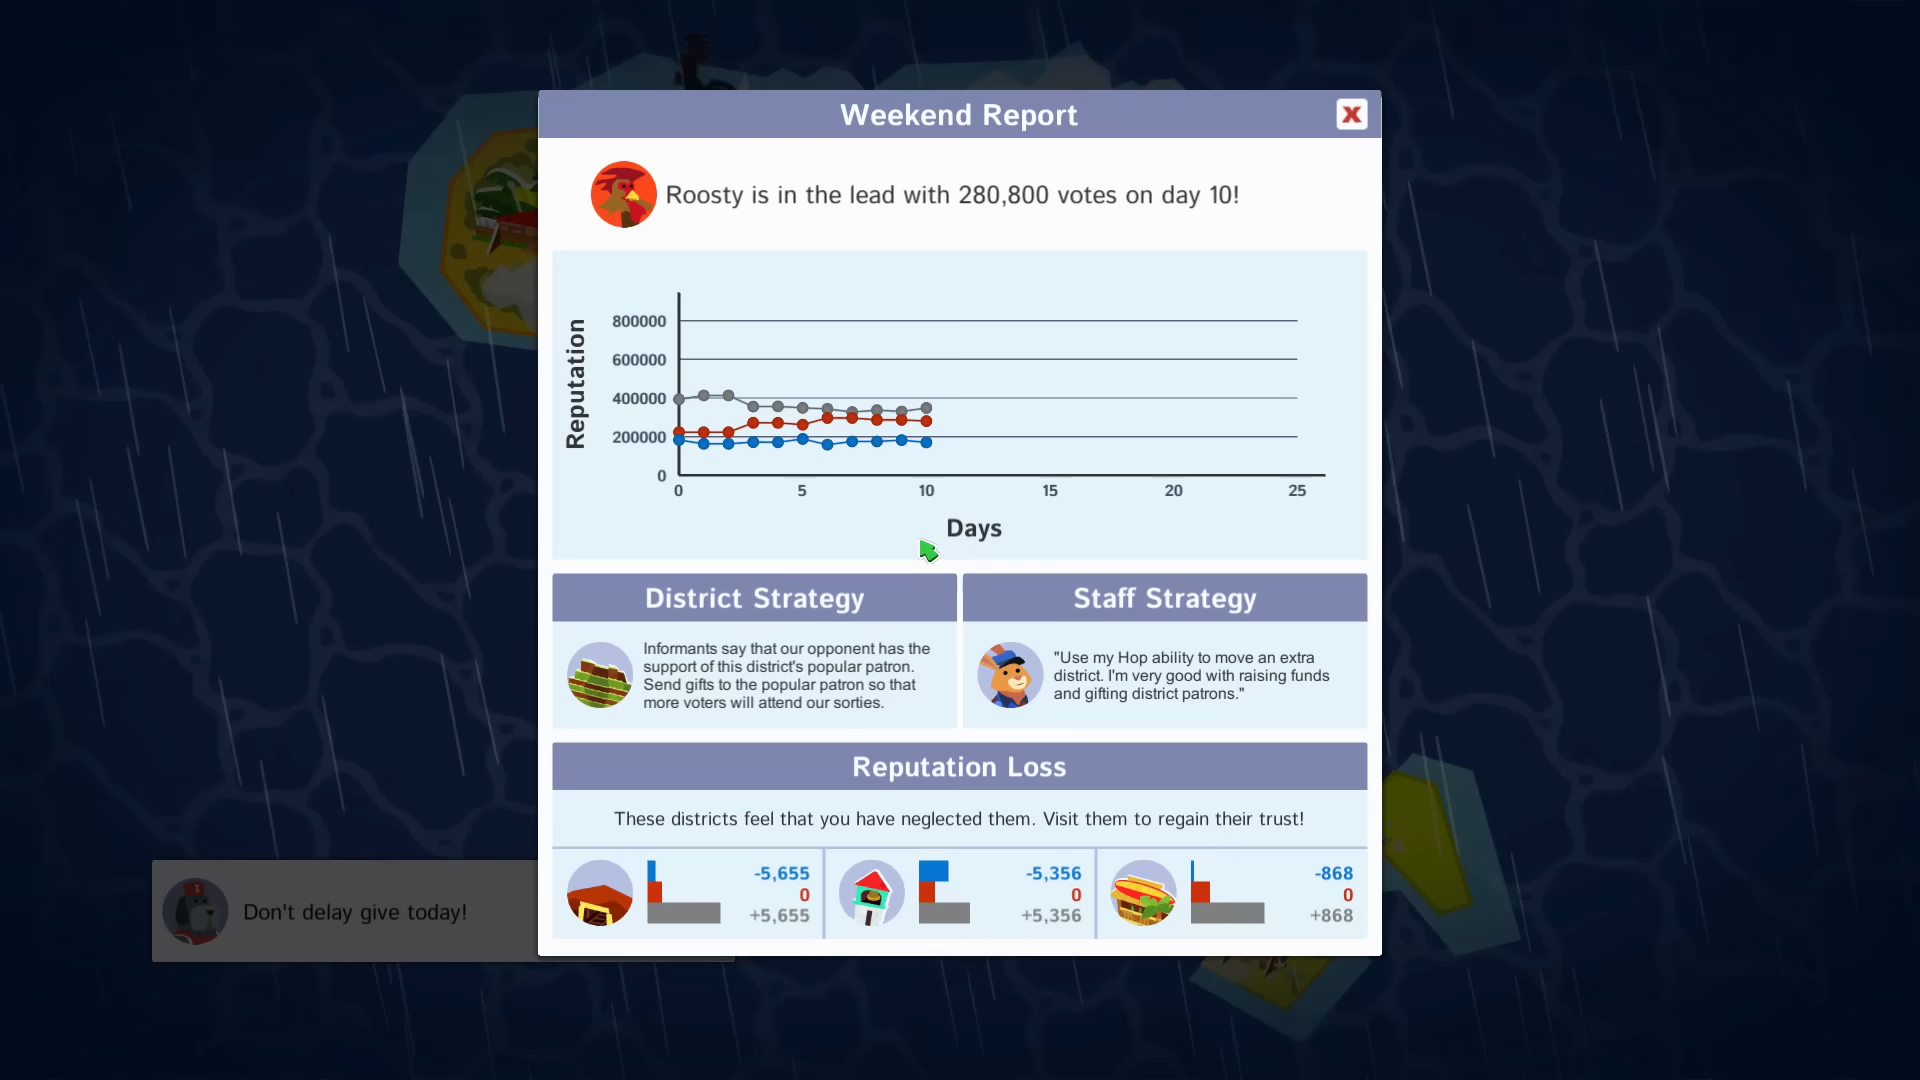 Weekend Report
X
Roosty is in the lead with 280,800 votes on day 10!
Reputation
800000
600000
400000
200000
0
0 5 10 15 20 25
Days
District Strategy
Informants say that our opponent has the
support of this district's popular patron.
Send gifts to the popular patron so that
more voters will attend our sorties.
Staff Strategy
"Use my Hop ability to move an extra
district. I'm very good with raising funds
and gifting district patrons."
Reputation Loss
These districts feel that you have neglected them. Visit them to regain their trust!
-5,655
0
+5,655
-5,356
0
+5,356
-868
0
+868
1
Don't delay give today!